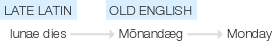 LATE LATIN OLD ENGLISH
lunae dies Mōnandæg Monday